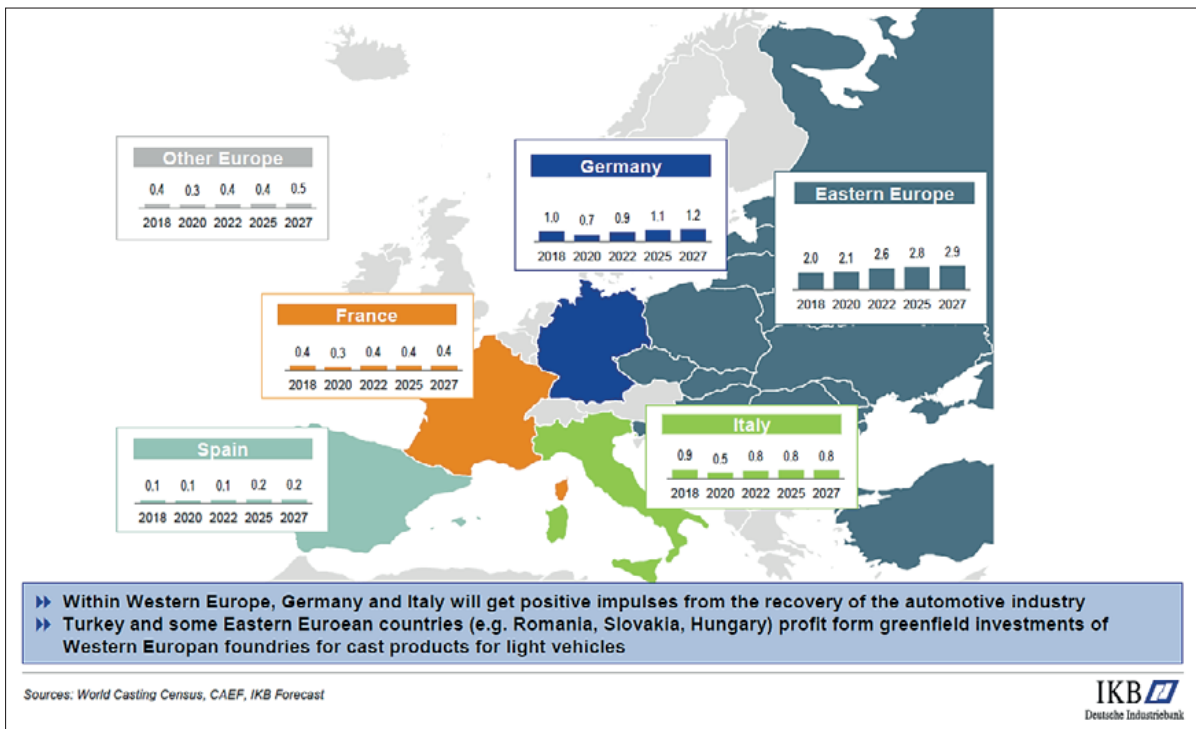 Other Europe
0.4 0.3 0.4 0.4 0.5
2018 2020 2022 2025 2027
Germany
1.0 0.7 0.9 1.1 1.2
2018 2020 2022 2025 2027
Eastern Europe
2.0 2.1 2.6 2.8 2.9
2018 2020 2022 2025 2027
France
0.4 0.3 0.4 0.4 0.4
2018 2020 2022 2025 2027
Italy
0.9 0.5 0.8 0.8 0.8
2018 2020 2022 2025 2027
Spain
0.1 0.1 0.1 0.2 0.2
2018 2020 2022 2025 2027
Within Western Europe, Germany and Italy will get positive impulses from the recovery of the automotive industry
Turkey and some Eastern Euroean countries (e.g. Romania, Slovakia, Hungary) profit form greenfield investments of
Western Europan foundries for cast products for light vehicles
Sources: World Casting Census, CAEF, IKB Forecast
IKB
Deutsche Industriebank